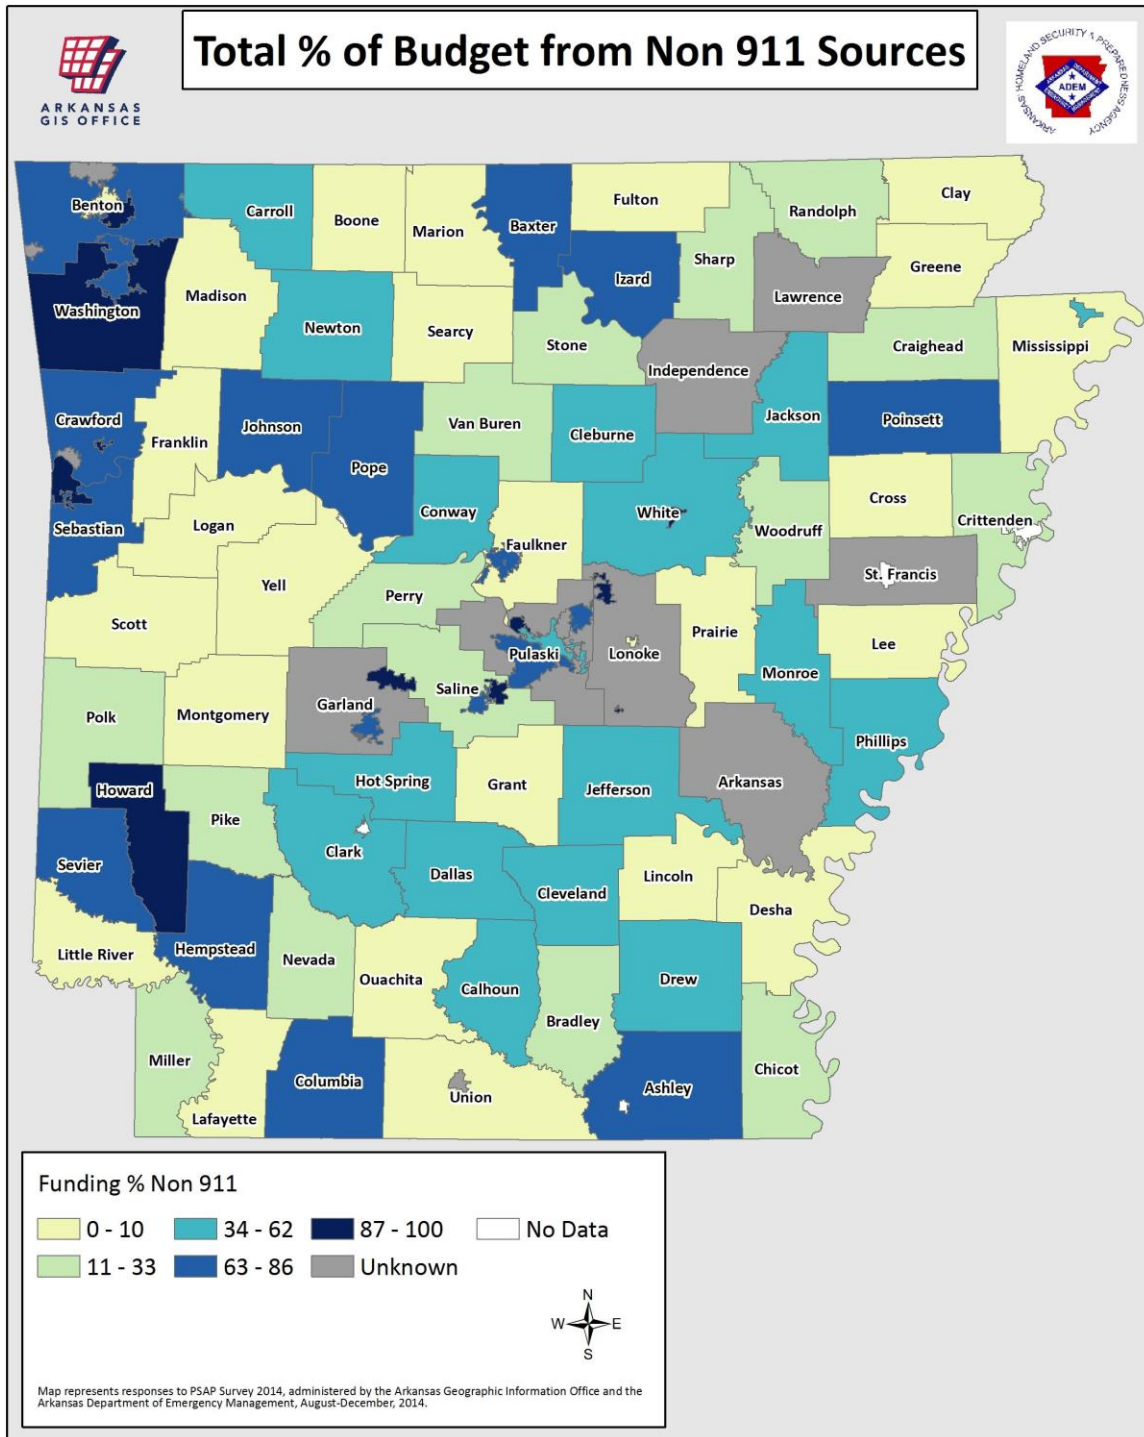 Total % of Budget from Non 911 Sources
ARKANSAS
GIS OFFICE
ARKANSAS' HOMELAND SECURITY & PREPAREDNESS AGENCY
ADEM
Benton
Carroll
Boone
Marion
Baxter
Fulton
Randolph
Clay
Sharp
Greene
Izard
Lawrence
Washington
Madison
Newton
Searcy
Stone
Independence
Craighead
Mississippi
Crawford
Franklin
Johnson
Pope
Van Buren
Cleburne
Jackson
Poinsett
Sebastian
Logan
Conway
Faulkner
White
Woodruff
Cross
Crittenden
St. Francis
Scott
Yell
Perry
Pulaski
Lonoke
Prairie
Monroe
Lee
Polk
Montgomery
Garland
Saline
Phillips
Howard
Pike
Hot Spring
Grant
Jefferson
Arkansas
Sevier
Clark
Dallas
Cleveland
Lincoln
Desha
Little River
Hempstead
Nevada
Ouachita
Calhoun
Drew
Bradley
Miller
Lafayette
Columbia
Union
Ashley
Chicot
Funding % Non 911
0 - 10 34 - 62 87 - 100 No Data
11 - 33 63 - 86 Unknown
N
W E
S
Map represents responses to PSAP Survey 2014, administered by the Arkansas Geographic Information Office and the
Arkansas Department of Emergency Management, August-December, 2014.